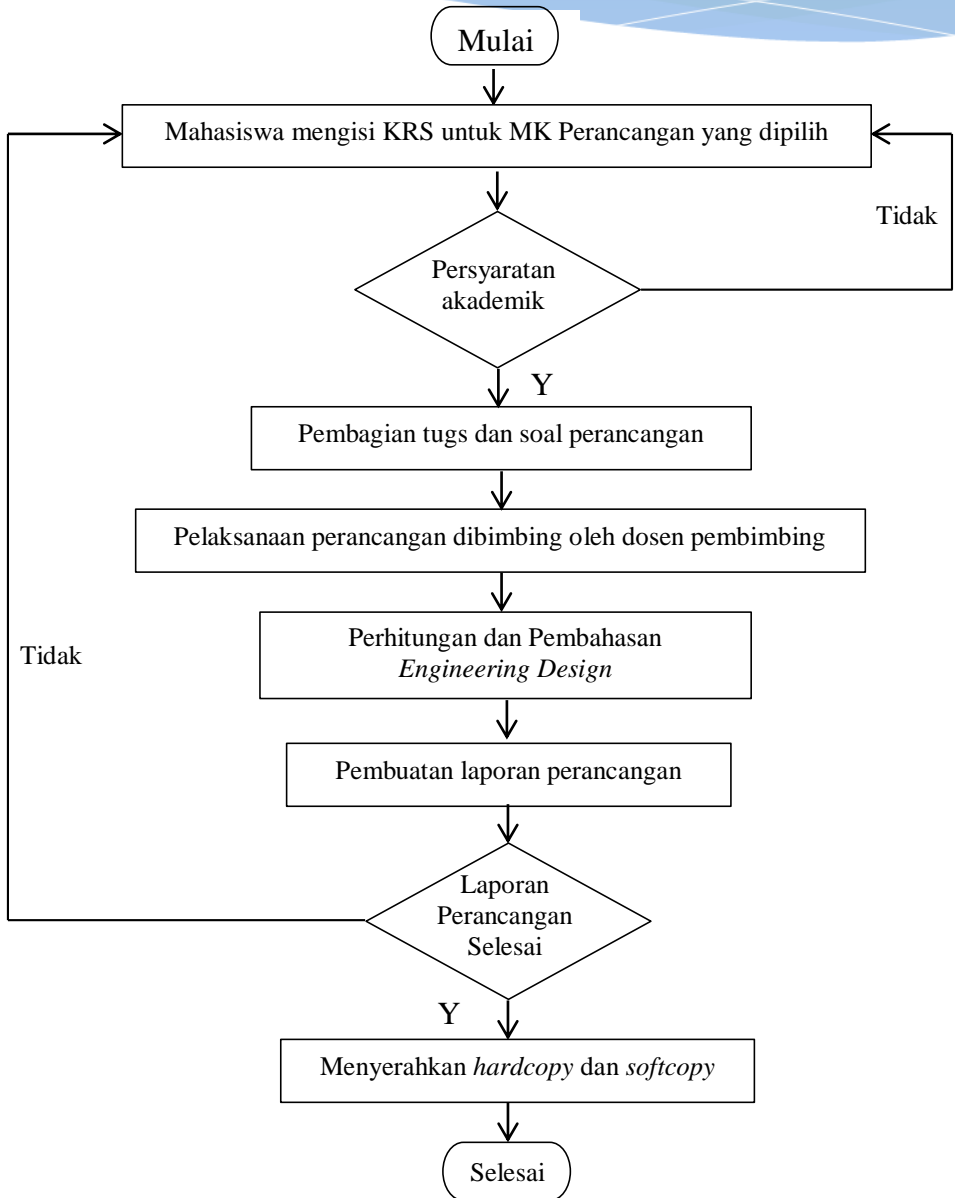 Mulai
Mahasiswa mengisi KRS untuk MK Perancangan yang dipilih
Tidak
Persyaratan
akademik
Y
Pembagian tugs dan soal perancangan
Pelaksanaan perancangan dibimbing oleh dosen pembimbing
Perhitungan dan Pembahasan
Engineering Design
Tidak
Pembuatan laporan perancangan
Laporan
Perancangan
Selesai
Y
Menyerahkan hardcopy dan softcopy
Selesai